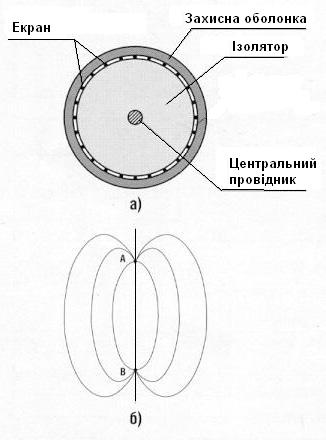 Захисна оболонка
Екран
Ізолятор
Центральний
провідник
а)
А
В
б)